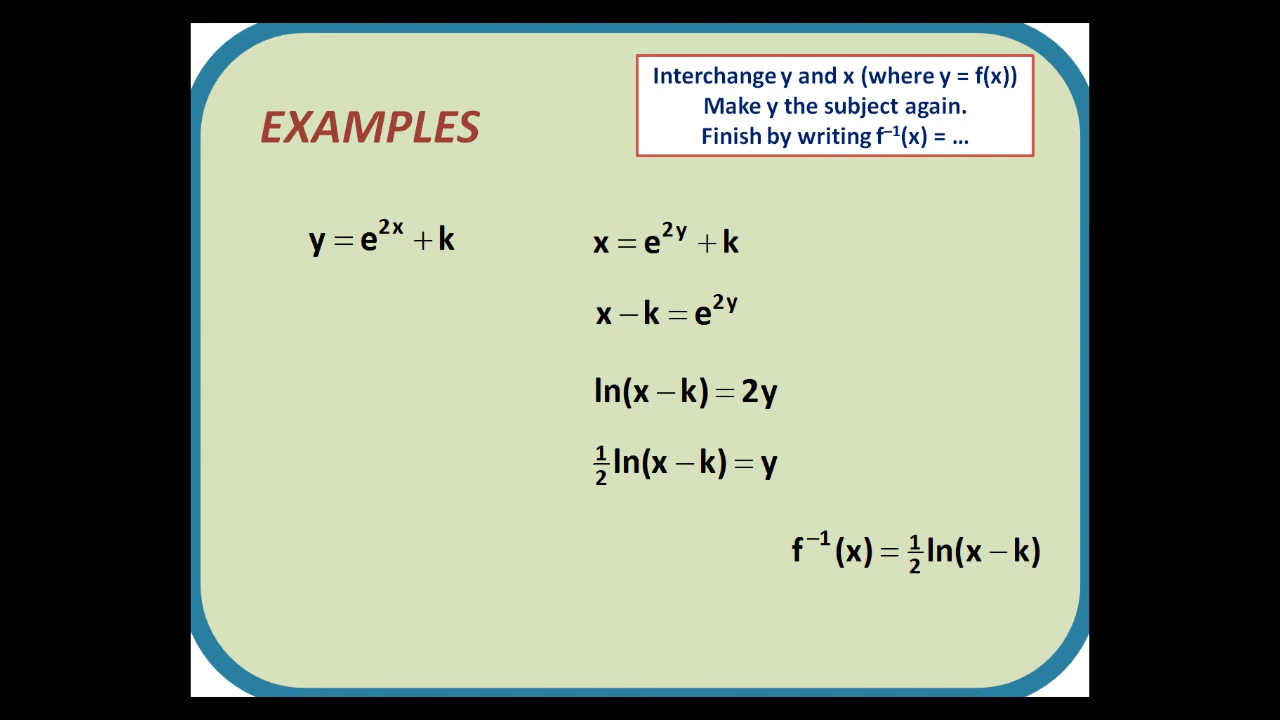 Interchange y and x (where y = f(x))
Make y the subject again.
Finish by writing f⁻¹(x) = ...
EXAMPLES
y = e²ˣ + k
x = e²ʸ + k
x − k = e²ʸ
ln(x − k) = 2y
½ln(x − k) = y
f⁻¹(x) = ½ln(x − k)